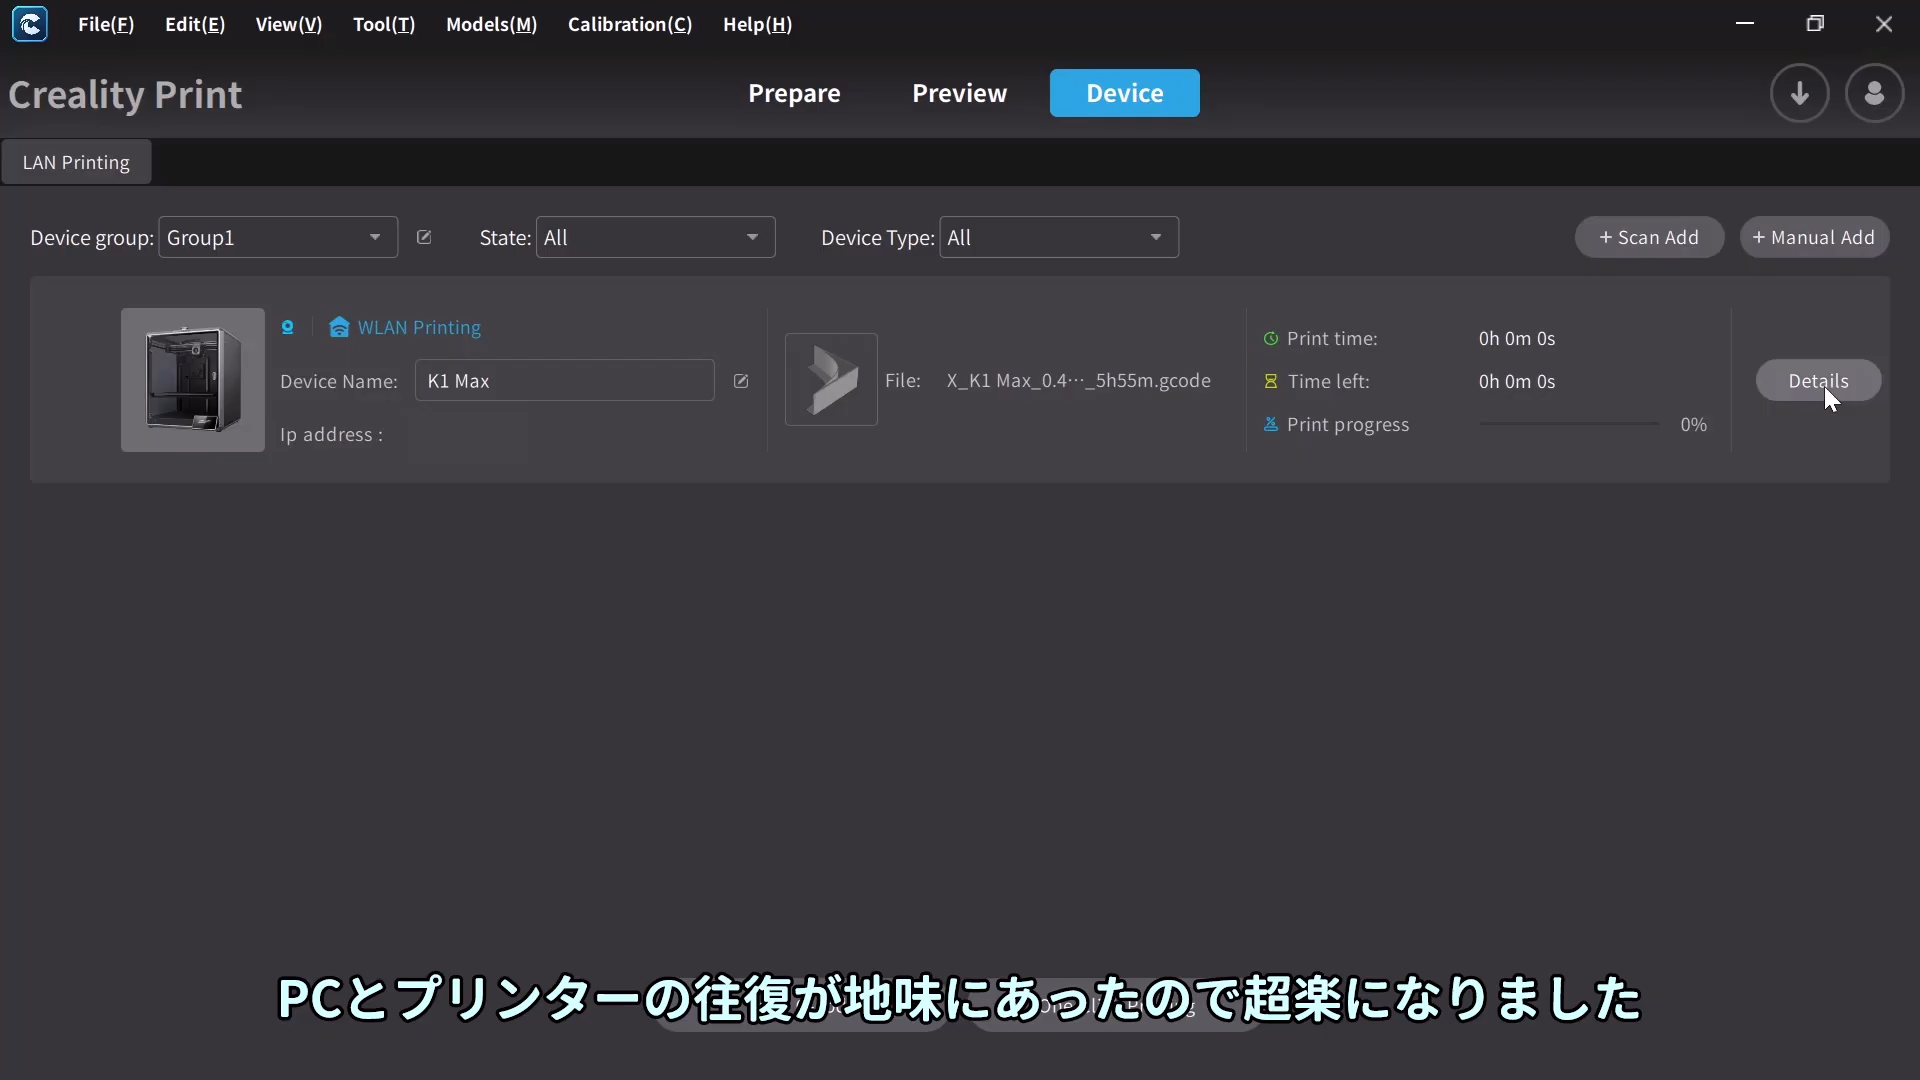 File(F) Edit(E) View(V) Tool(T) Models(M) Calibration(C) Help(H)
Creality Print
Prepare Preview Device
LAN Printing
Device group: Group1 State: All Device Type: All + Scan Add + Manual Add
WLAN Printing
Device Name: K1 Max
Ip address :
File: X_K1 Max_0.4···_5h55m.gcode
Print time: 0h 0m 0s
Time left: 0h 0m 0s
Print progress 0%
Details
PCとプリンターの往復が地味にあったので超楽になりました